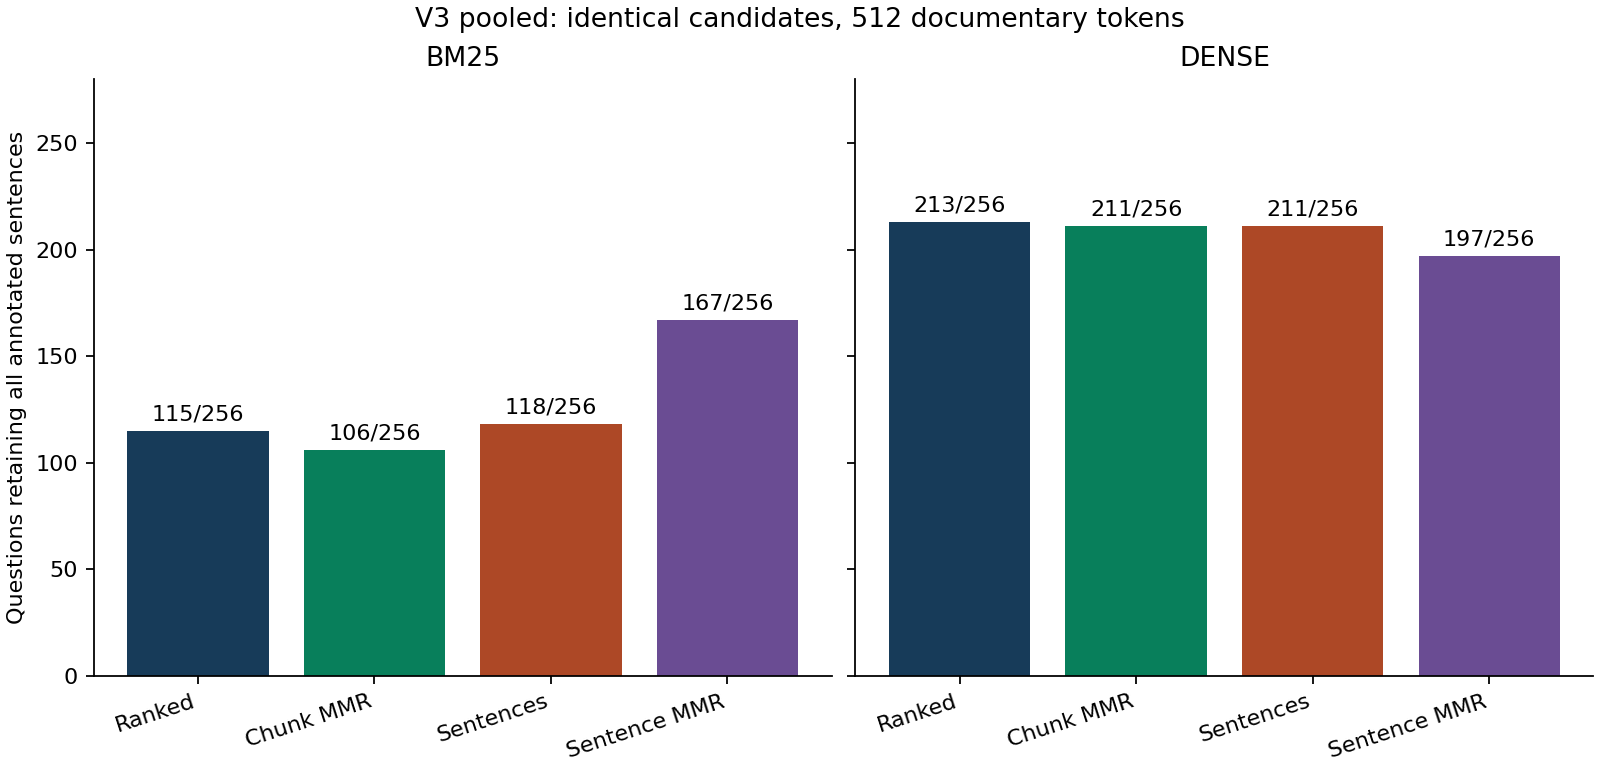 V3 pooled: identical candidates, 512 documentary tokens
BM25
Questions retaining all annotated sentences
250
200
150
100
50
0
115/256
106/256
118/256
167/256
Ranked
Chunk MMR
Sentences
Sentence MMR
DENSE
213/256
211/256
211/256
197/256
Ranked
Chunk MMR
Sentences
Sentence MMR